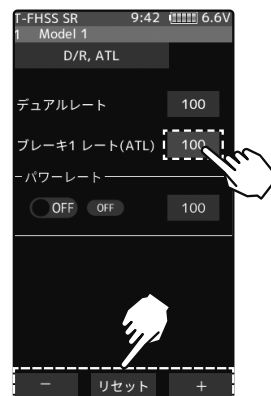 T-FHSS SR 9:42 6.6V
1 Model 1
D/R, ATL
デュアルレート 100
ブレーキ1 レート(ATL) 100
パワーレート
OFF OFF 100
− リセット +